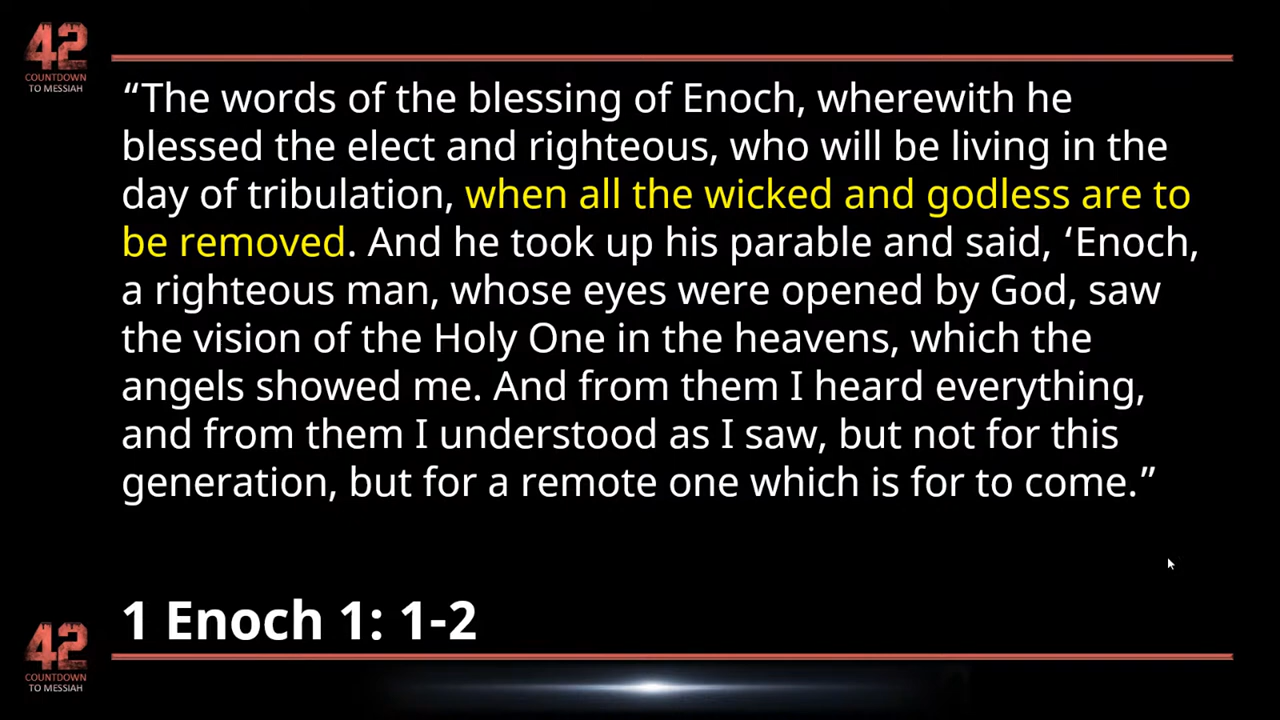 42
COUNTDOWN
TO MESSIAH
“The words of the blessing of Enoch, wherewith he
blessed the elect and righteous, who will be living in the
day of tribulation, when all the wicked and godless are to
be removed. And he took up his parable and said, ‘Enoch,
a righteous man, whose eyes were opened by God, saw
the vision of the Holy One in the heavens, which the
angels showed me. And from them I heard everything,
and from them I understood as I saw, but not for this
generation, but for a remote one which is for to come.”
1 Enoch 1: 1-2
42
COUNTDOWN
TO MESSIAH